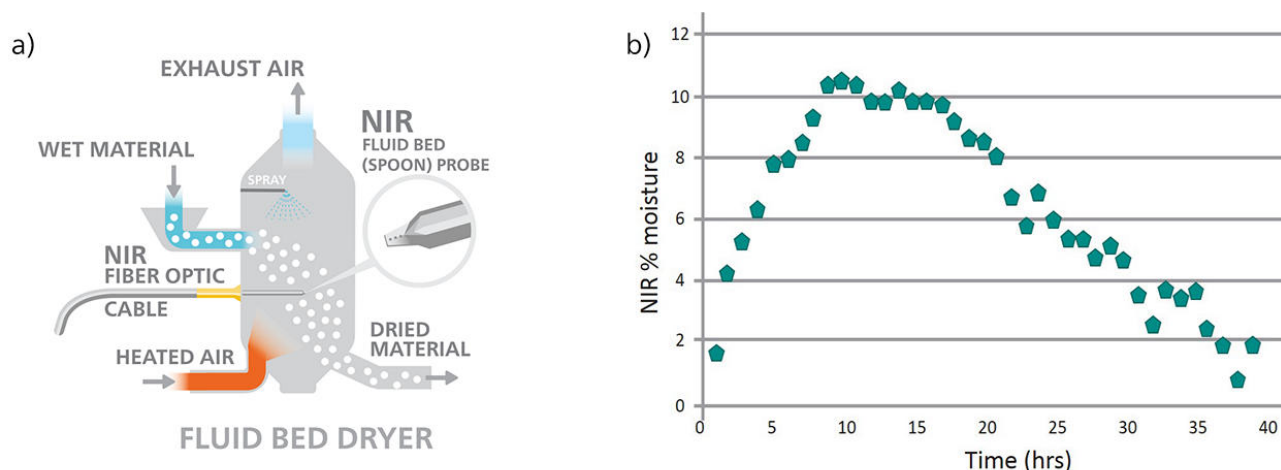 a)
EXHAUST AIR
WET MATERIAL
SPRAY
NIR
FLUID BED
(SPOON) PROBE
NIR
FIBER OPTIC
CABLE
HEATED AIR
DRIED
MATERIAL
FLUID BED DRYER
b)
NIR % moisture
12
10
8
6
4
2
0
0 5 10 15 20 25 30 35 40
Time (hrs)